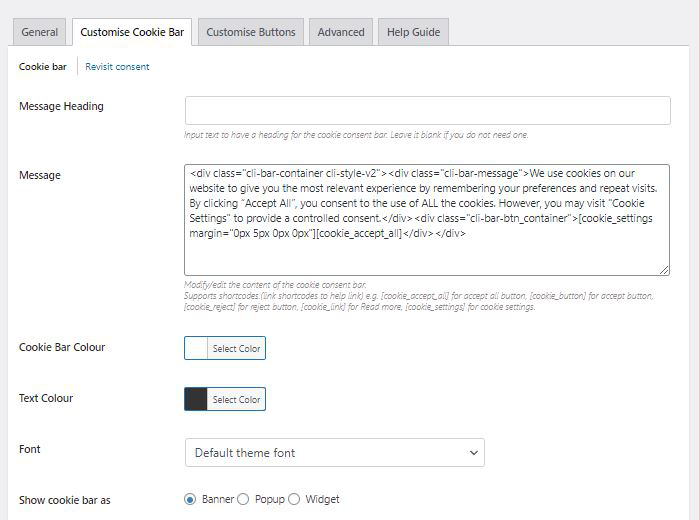 General Customise Cookie Bar Customise Buttons Advanced Help Guide
Cookie bar Revisit consent
Message Heading
Input text to have a heading for the cookie consent bar. Leave it blank if you do not need one.
Message
<div class="cli-bar-container cli-style-v2"><div class="cli-bar-message">We use cookies on our
website to give you the most relevant experience by remembering your preferences and repeat visits.
By clicking “Accept All”, you consent to the use of ALL the cookies. However, you may visit "Cookie
Settings" to provide a controlled consent.</div><div class="cli-bar-btn_container">[cookie_settings
margin="0px 5px 0px 0px"][cookie_accept_all]</div></div>
Modify/edit the content of the cookie consent bar.
Supports shortcodes.(link shortcodes to help link) e.g. [cookie_accept_all] for accept all button, [cookie_button] for accept button,
[cookie_reject] for reject button, [cookie_link] for Read more, [cookie_settings] for cookie settings.
Cookie Bar Colour
Select Color
Text Colour
Select Color
Font
Default theme font
Show cookie bar as
Banner Popup Widget